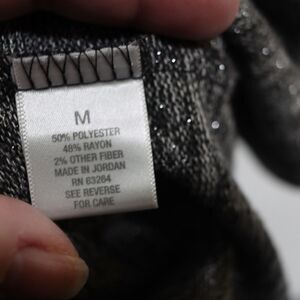 M
50% POLYESTER
48% RAYON
2% OTHER FIBER
MADE IN JORDAN
RN 63264
SEE REVERSE
FOR CARE